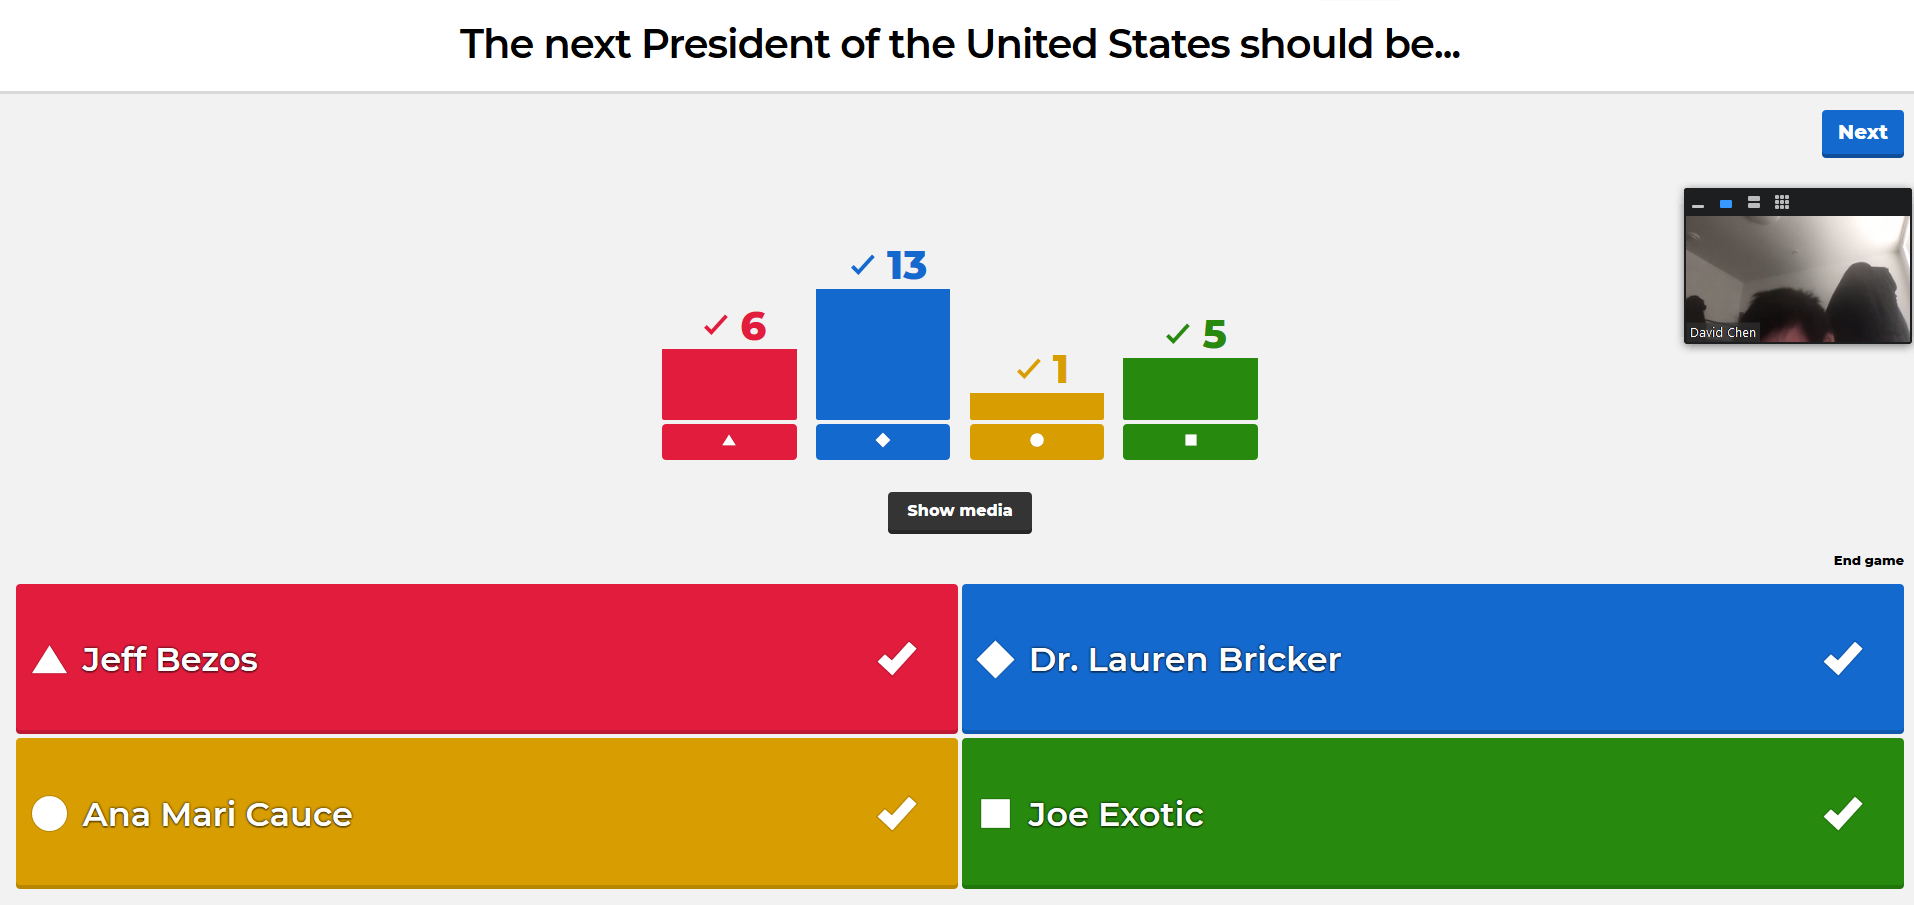 The next President of the United States should be...
Next
13
6
5
1
David Chen
Show media
End game
Jeff Bezos
Dr. Lauren Bricker
Ana Mari Cauce
Joe Exotic